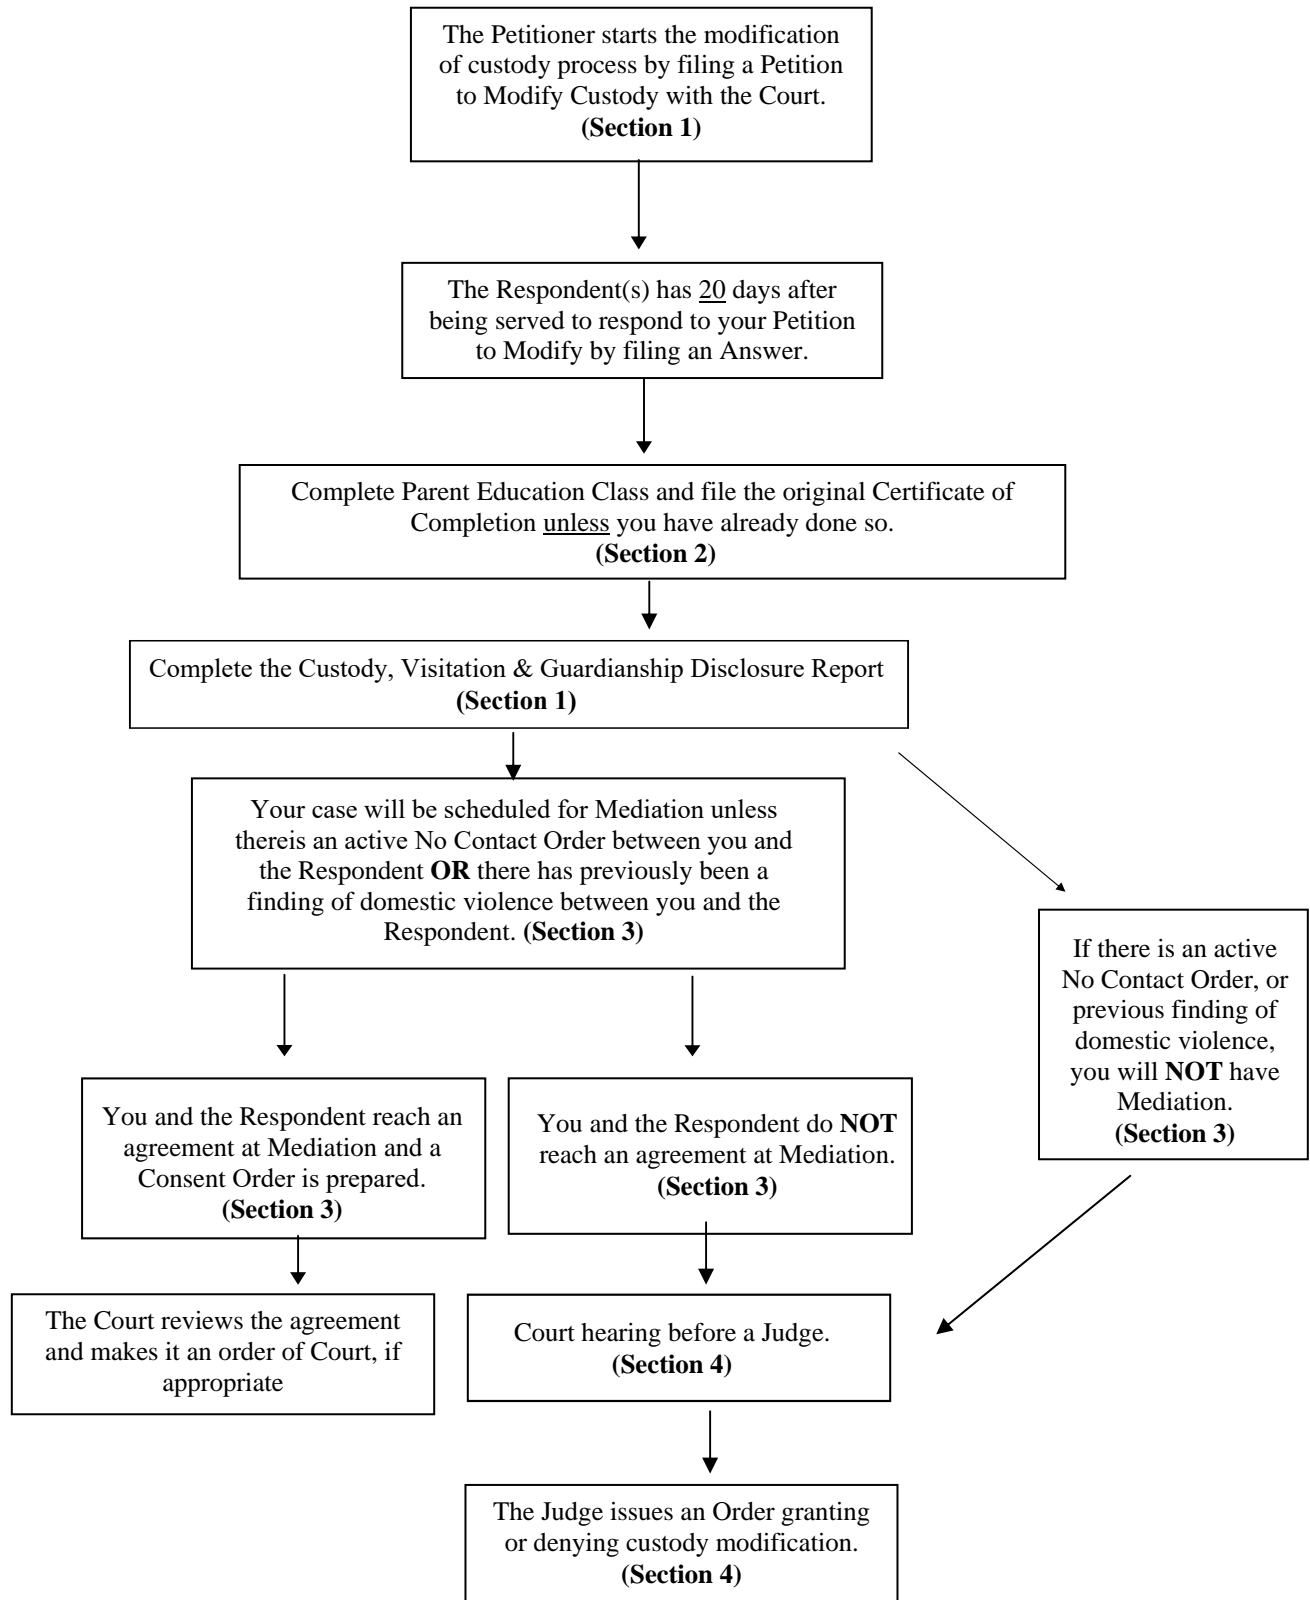 The Petitioner starts the modification
of custody process by filing a Petition
to Modify Custody with the Court.
(Section 1)
The Respondent(s) has 20 days after
being served to respond to your Petition
to Modify by filing an Answer.
Complete Parent Education Class and file the original Certificate of
Completion unless you have already done so.
(Section 2)
Complete the Custody, Visitation & Guardianship Disclosure Report
(Section 1)
Your case will be scheduled for Mediation unless
thereis an active No Contact Order between you and
the Respondent OR there has previously been a
finding of domestic violence between you and the
Respondent. (Section 3)
If there is an active
No Contact Order, or
previous finding of
domestic violence,
you will NOT have
Mediation.
(Section 3)
You and the Respondent reach an
agreement at Mediation and a
Consent Order is prepared.
(Section 3)
You and the Respondent do NOT
reach an agreement at Mediation.
(Section 3)
The Court reviews the agreement
and makes it an order of Court, if
appropriate
Court hearing before a Judge.
(Section 4)
The Judge issues an Order granting
or denying custody modification.
(Section 4)